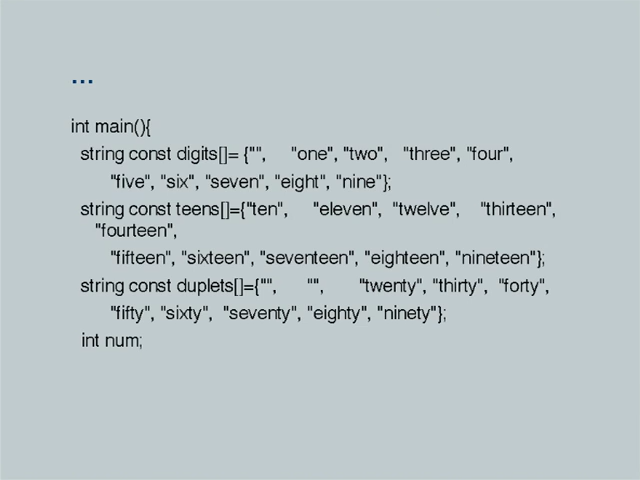 ...
int main(){
string const digits[]= {"", "one", "two", "three", "four",
"five", "six", "seven", "eight", "nine"};
string const teens[]={"ten", "eleven", "twelve", "thirteen",
"fourteen",
"fifteen", "sixteen", "seventeen", "eighteen", "nineteen"};
string const duplets[]={"", "", "twenty", "thirty", "forty",
"fifty", "sixty", "seventy", "eighty", "ninety"};
int num;